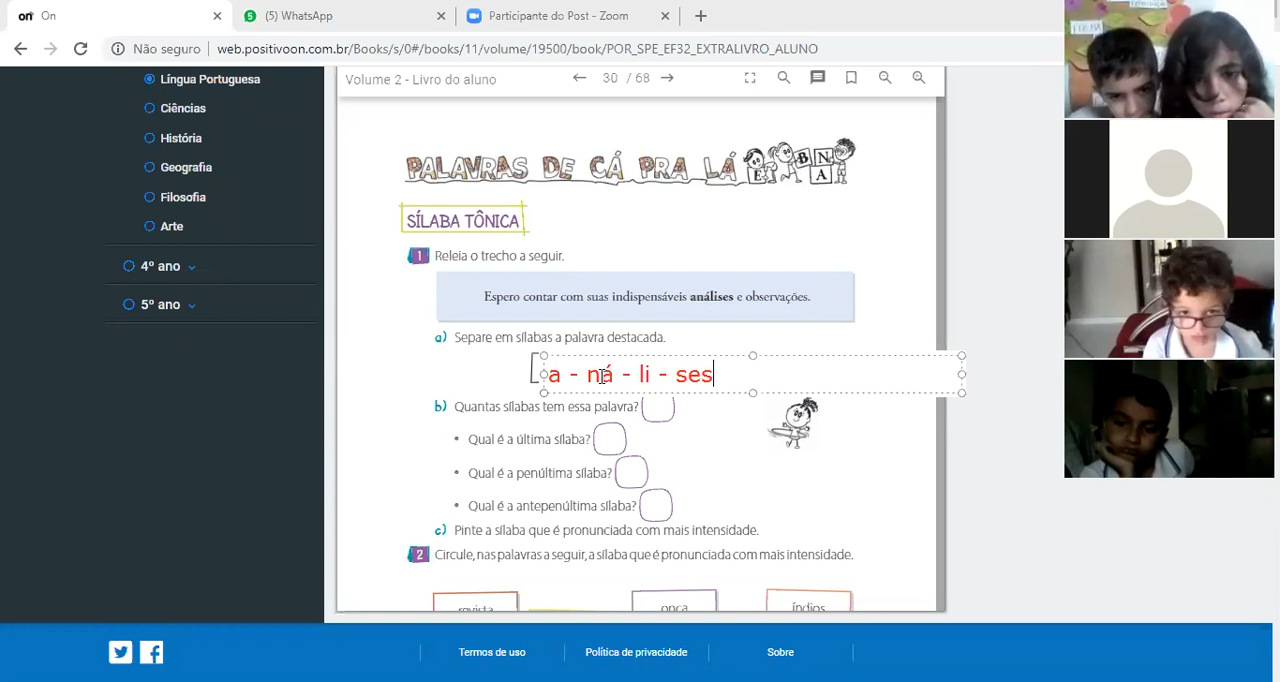 on On
5 (5) WhatsApp
Participante do Post - Zoom
Não seguro web.positivoon.com.br/Books/s/0#/books/11/volume/19500/book/POR_SPE_EF32_EXTRALIVRO_ALUNO
Língua Portuguesa
Ciências
História
Geografia
Filosofia
Arte
4º ano
5º ano
Volume 2 - Livro do aluno
30 / 68
PALAVRAS DE CÁ PRA LÁ
E B N A
SÍLABA TÔNICA
1 Releia o trecho a seguir.
Espero contar com suas indispensáveis análises e observações.
a) Separe em sílabas a palavra destacada.
a - ná - li - ses
b) Quantas sílabas tem essa palavra?
• Qual é a última sílaba?
• Qual é a penúltima sílaba?
• Qual é a antepenúltima sílaba?
c) Pinte a sílaba que é pronunciada com mais intensidade.
2 Circule, nas palavras a seguir, a sílaba que é pronunciada com mais intensidade.
revista onça índios
Termos de uso Política de privacidade Sobre